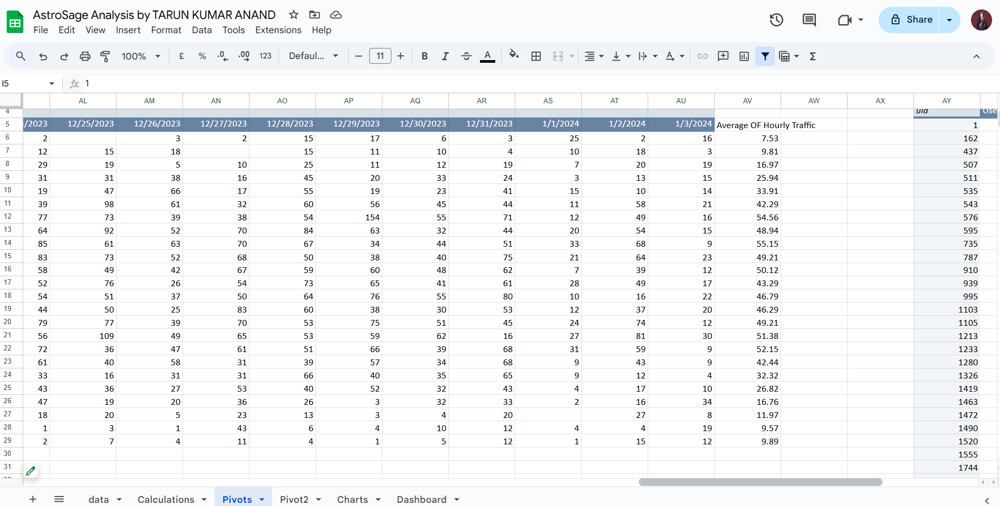 AstroSage Analysis by TARUN KUMAR ANAND
File Edit View Insert Format Data Tools Extensions Help
Share
100% £ % .0 .00 123 Defaul... − 11 + B I S A Σ
I5 fx 1
AL AM AN AO AP AQ AR AS AT AU AV AW AX AY
4 uid Use
5 /2023 12/25/2023 12/26/2023 12/27/2023 12/28/2023 12/29/2023 12/30/2023 12/31/2023 1/1/2024 1/2/2024 1/3/2024 Average OF Hourly Traffic 1
6 2 3 2 15 17 6 3 25 2 16 7.53 162
7 12 15 18 15 11 10 4 10 18 3 9.81 437
8 29 19 5 10 25 11 12 19 7 20 19 16.97 507
9 31 31 38 16 45 20 33 24 3 13 15 25.94 511
10 19 47 66 17 55 19 23 41 15 10 14 33.91 535
11 39 98 61 32 60 56 45 44 11 58 21 42.29 543
12 77 73 39 38 54 154 55 71 12 49 16 54.56 576
13 64 92 52 70 84 63 32 44 20 54 15 48.94 595
14 85 61 63 70 67 34 44 51 33 68 9 55.15 735
15 83 73 52 68 50 38 40 75 21 64 23 49.21 787
16 58 49 42 67 59 60 48 62 7 39 12 50.12 910
17 52 76 26 54 73 65 41 61 28 49 17 43.29 939
18 54 51 37 50 64 76 55 80 10 16 22 46.79 995
19 44 50 25 83 60 38 30 53 12 37 20 46.29 1103
20 79 77 39 70 53 75 51 45 24 74 12 49.21 1105
21 56 109 49 65 53 59 62 16 27 81 30 51.38 1213
22 72 36 47 61 51 66 39 68 31 59 9 52.15 1233
23 61 40 58 31 39 57 34 68 9 43 9 42.44 1280
24 33 16 31 31 66 40 35 65 9 12 4 32.32 1326
25 43 36 27 53 40 52 32 43 4 17 10 26.82 1419
26 47 19 20 36 26 3 32 33 2 16 34 16.76 1463
27 18 20 5 23 13 3 4 20 27 8 11.97 1472
28 1 3 1 43 6 4 10 12 4 4 19 9.57 1490
29 2 7 4 11 4 1 5 12 1 15 12 9.89 1520
30 1555
31 1744
+ data Calculations Pivots Pivot2 Charts Dashboard